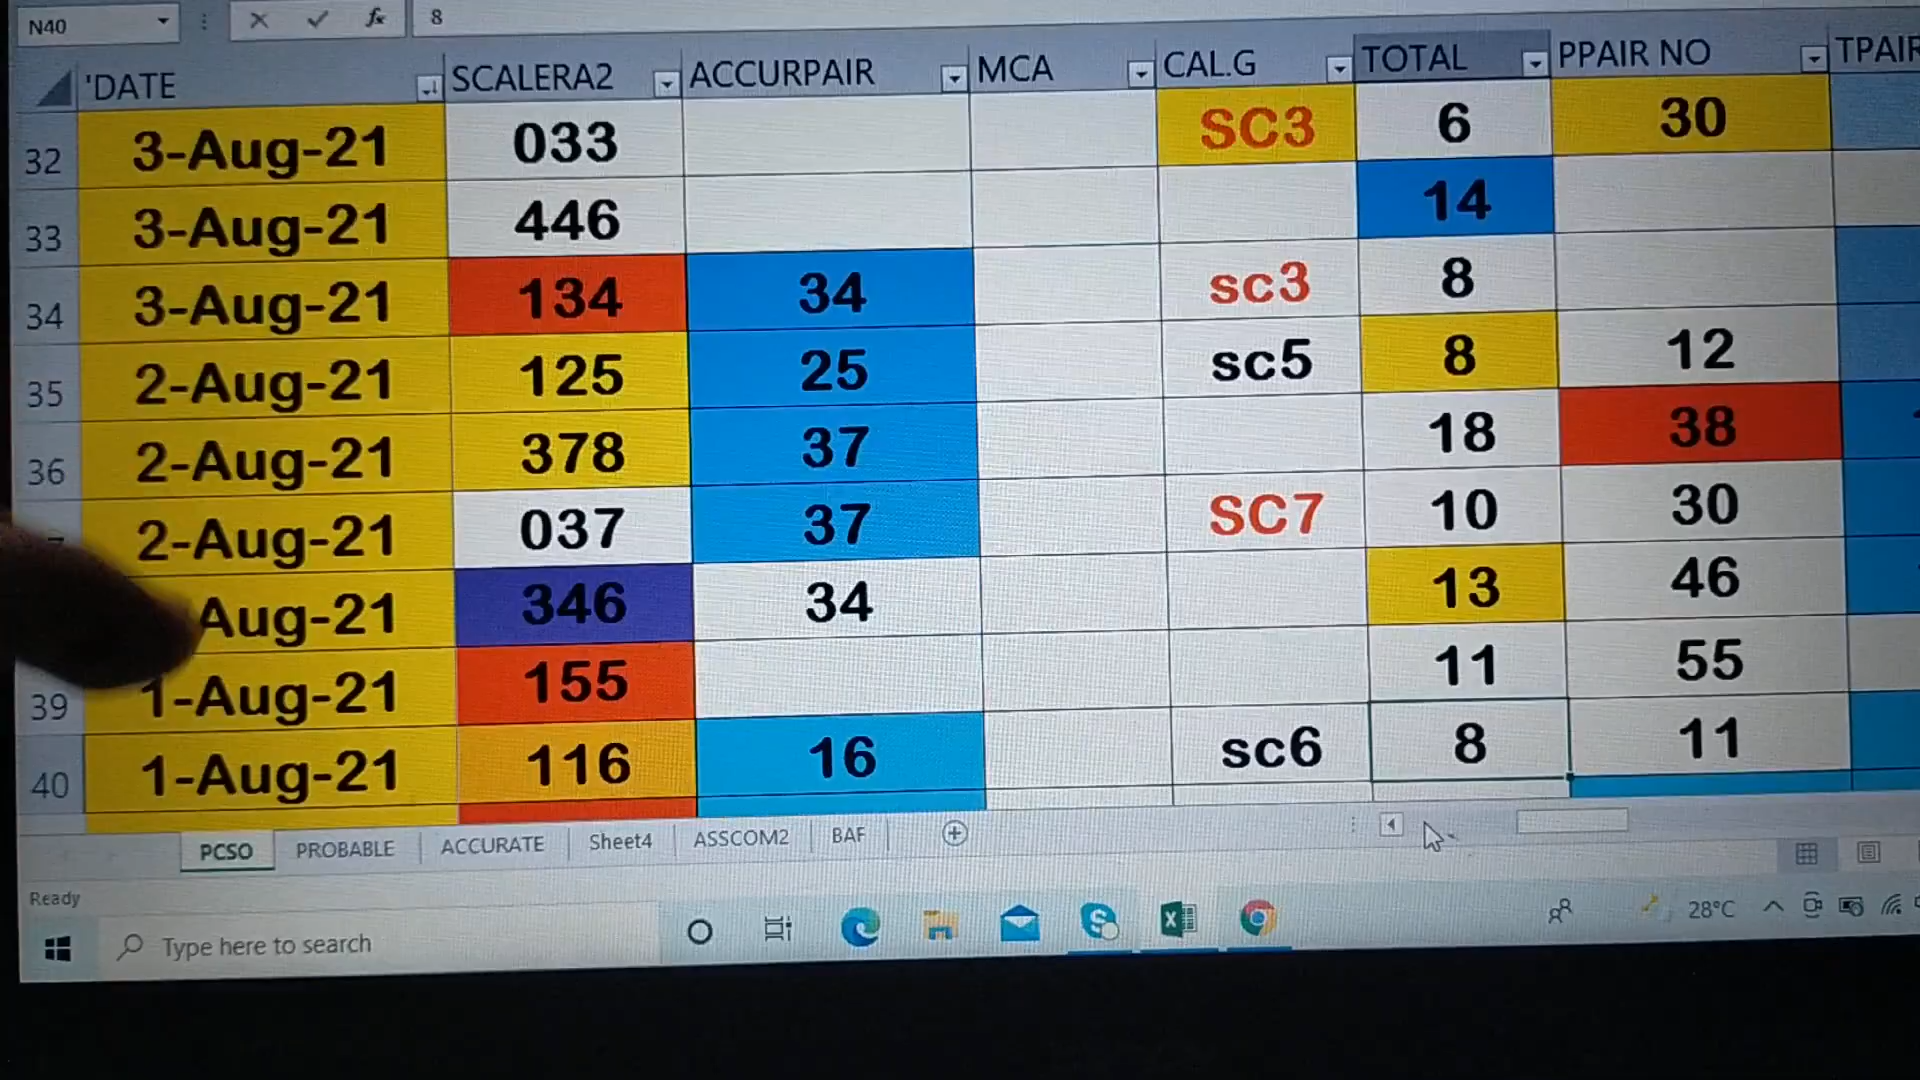 N40 fx 8
'DATE SCALERA2 ACCURPAIR MCA CAL.G TOTAL PPAIR NO TPAIR
32 3-Aug-21 033 SC3 6 30
33 3-Aug-21 446 14
34 3-Aug-21 134 34 sc3 8
35 2-Aug-21 125 25 sc5 8 12
36 2-Aug-21 378 37 18 38
2-Aug-21 037 37 SC7 10 30
Aug-21 346 34 13 46
39 1-Aug-21 155 11 55
40 1-Aug-21 116 16 sc6 8 11
PCSO PROBABLE ACCURATE Sheet4 ASSCOM2 BAF
Ready
Type here to search 28°C